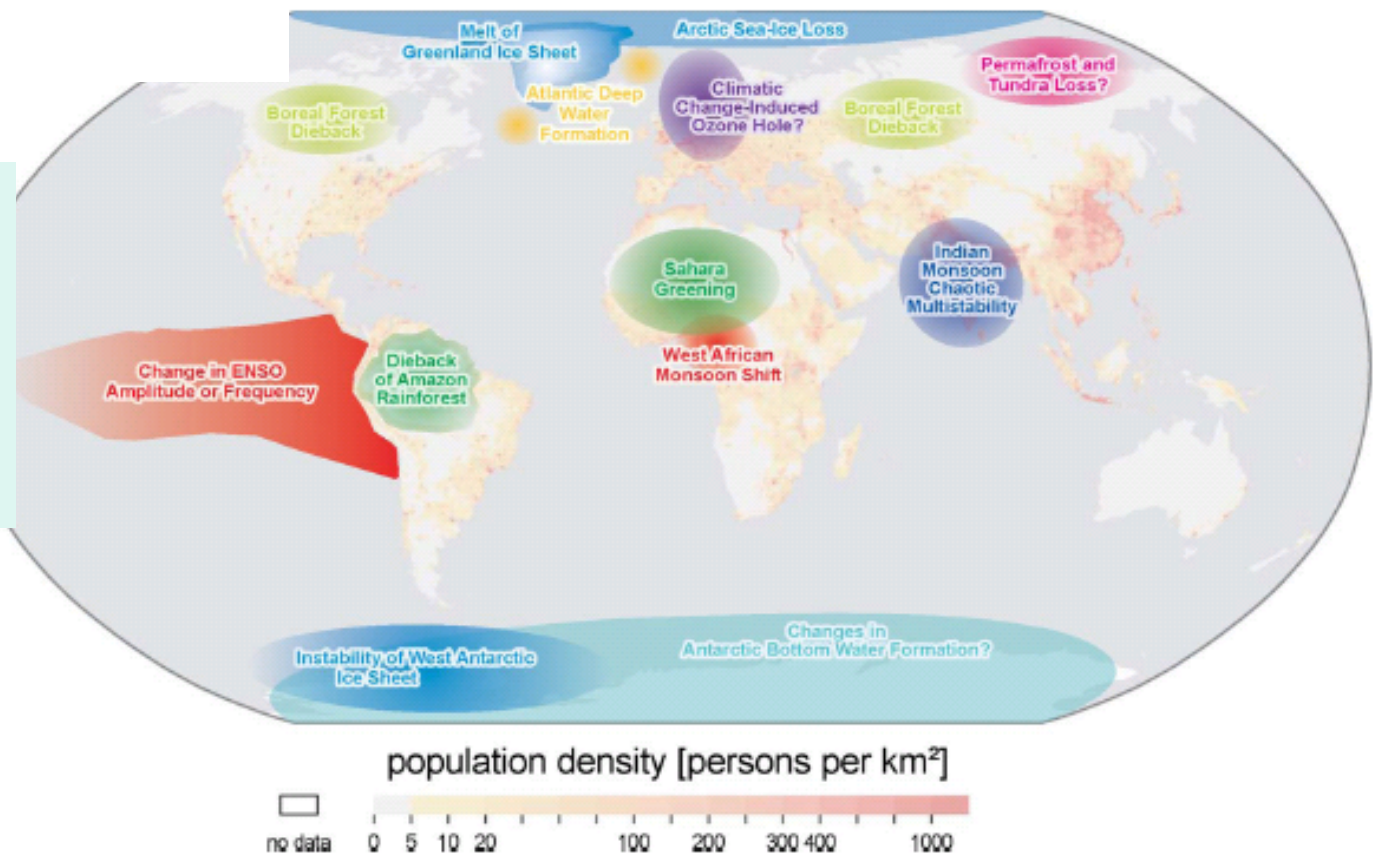 Melt of
Greenland Ice Sheet
Arctic Sea-Ice Loss
Permafrost and
Tundra Loss?
Atlantic Deep
Water
Formation
Climatic
Change-Induced
Ozone Hole?
Boreal Forest
Dieback
Boreal Forest
Dieback
Sahara
Greening
Indian
Monsoon
Chaotic
Multistability
West African
Monsoon Shift
Change in ENSO
Amplitude or Frequency
Dieback
of Amazon
Rainforest
Changes in
Antarctic Bottom Water Formation?
Instability of West Antarctic
Ice Sheet
population density [persons per km²]
no data 0 5 10 20 100 200 300 400 1000